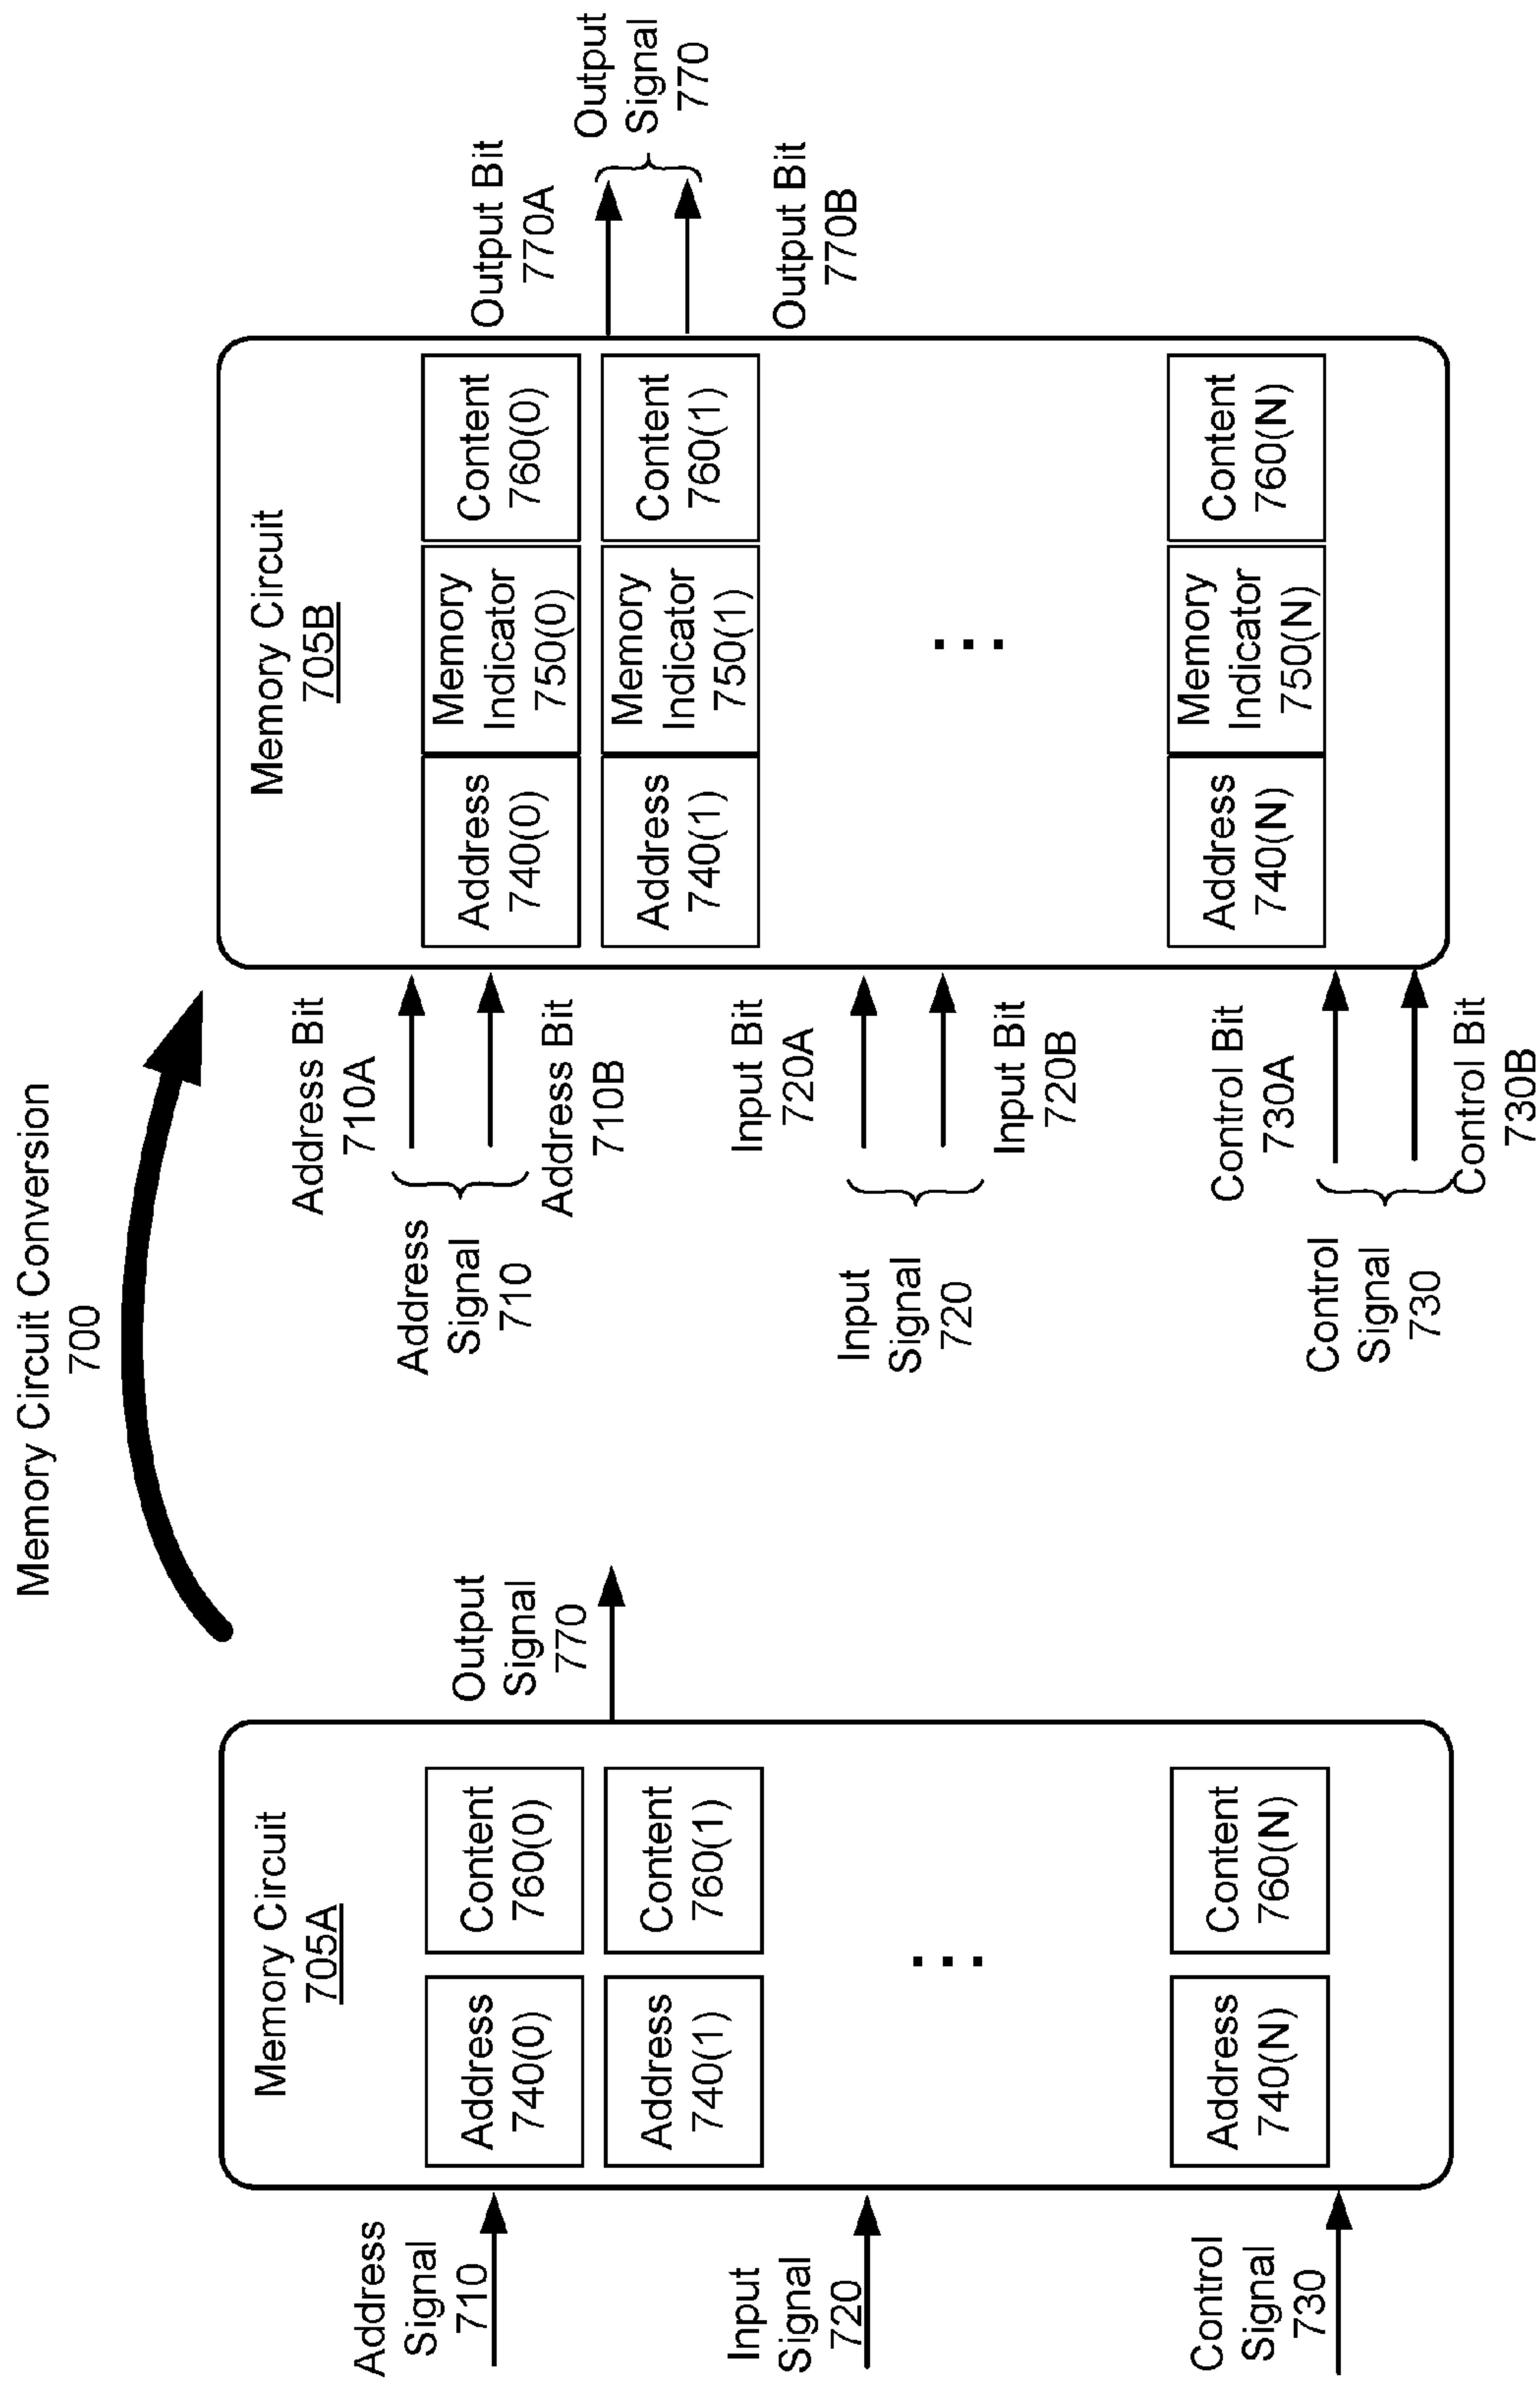 Memory Circuit Conversion
700
Memory Circuit
705A
Address
Signal
710
Input
Signal
720
Control
Signal
730
Address
740(0)
Content
760(0)
Address
740(1)
Content
760(1)
...
Address
740(N)
Content
760(N)
Output
Signal
770
Memory Circuit
705B
Address Bit
710A
Address
Signal
710
Address Bit
710B
Input Bit
720A
Input
Signal
720
Input Bit
720B
Control Bit
730A
Control
Signal
730
Control Bit
730B
Address
740(0)
Memory
Indicator
750(0)
Content
760(0)
Address
740(1)
Memory
Indicator
750(1)
Content
760(1)
...
Address
740(N)
Memory
Indicator
750(N)
Content
760(N)
Output Bit
770A
Output
Signal
770
Output Bit
770B